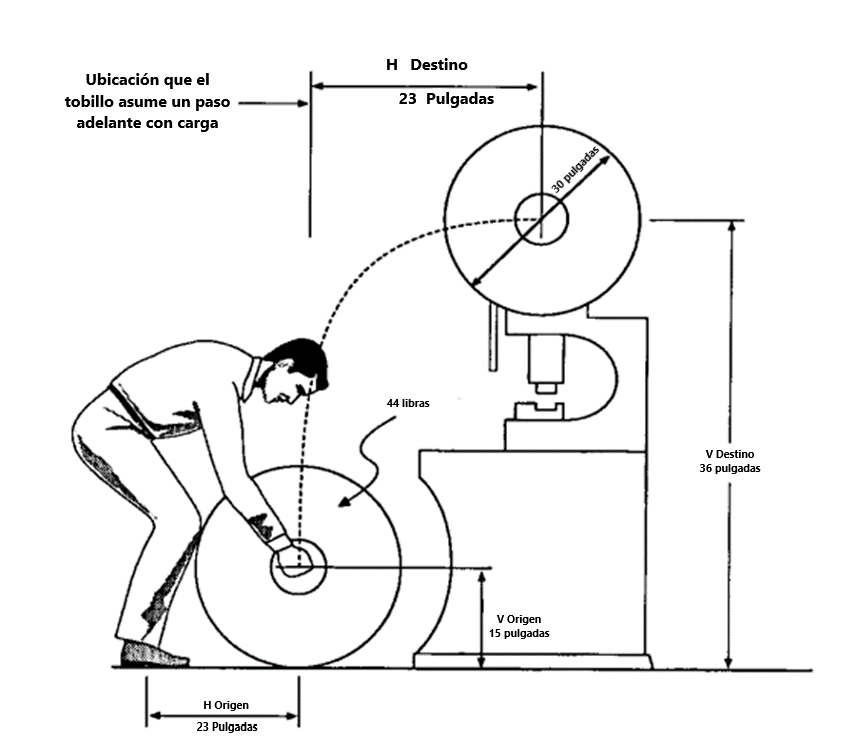 H Destino
23 Pulgadas
Ubicación que el
tobillo asume un paso
adelante con carga
30 pulgadas
44 libras
V Destino
36 pulgadas
V Origen
15 pulgadas
H Origen
23 Pulgadas